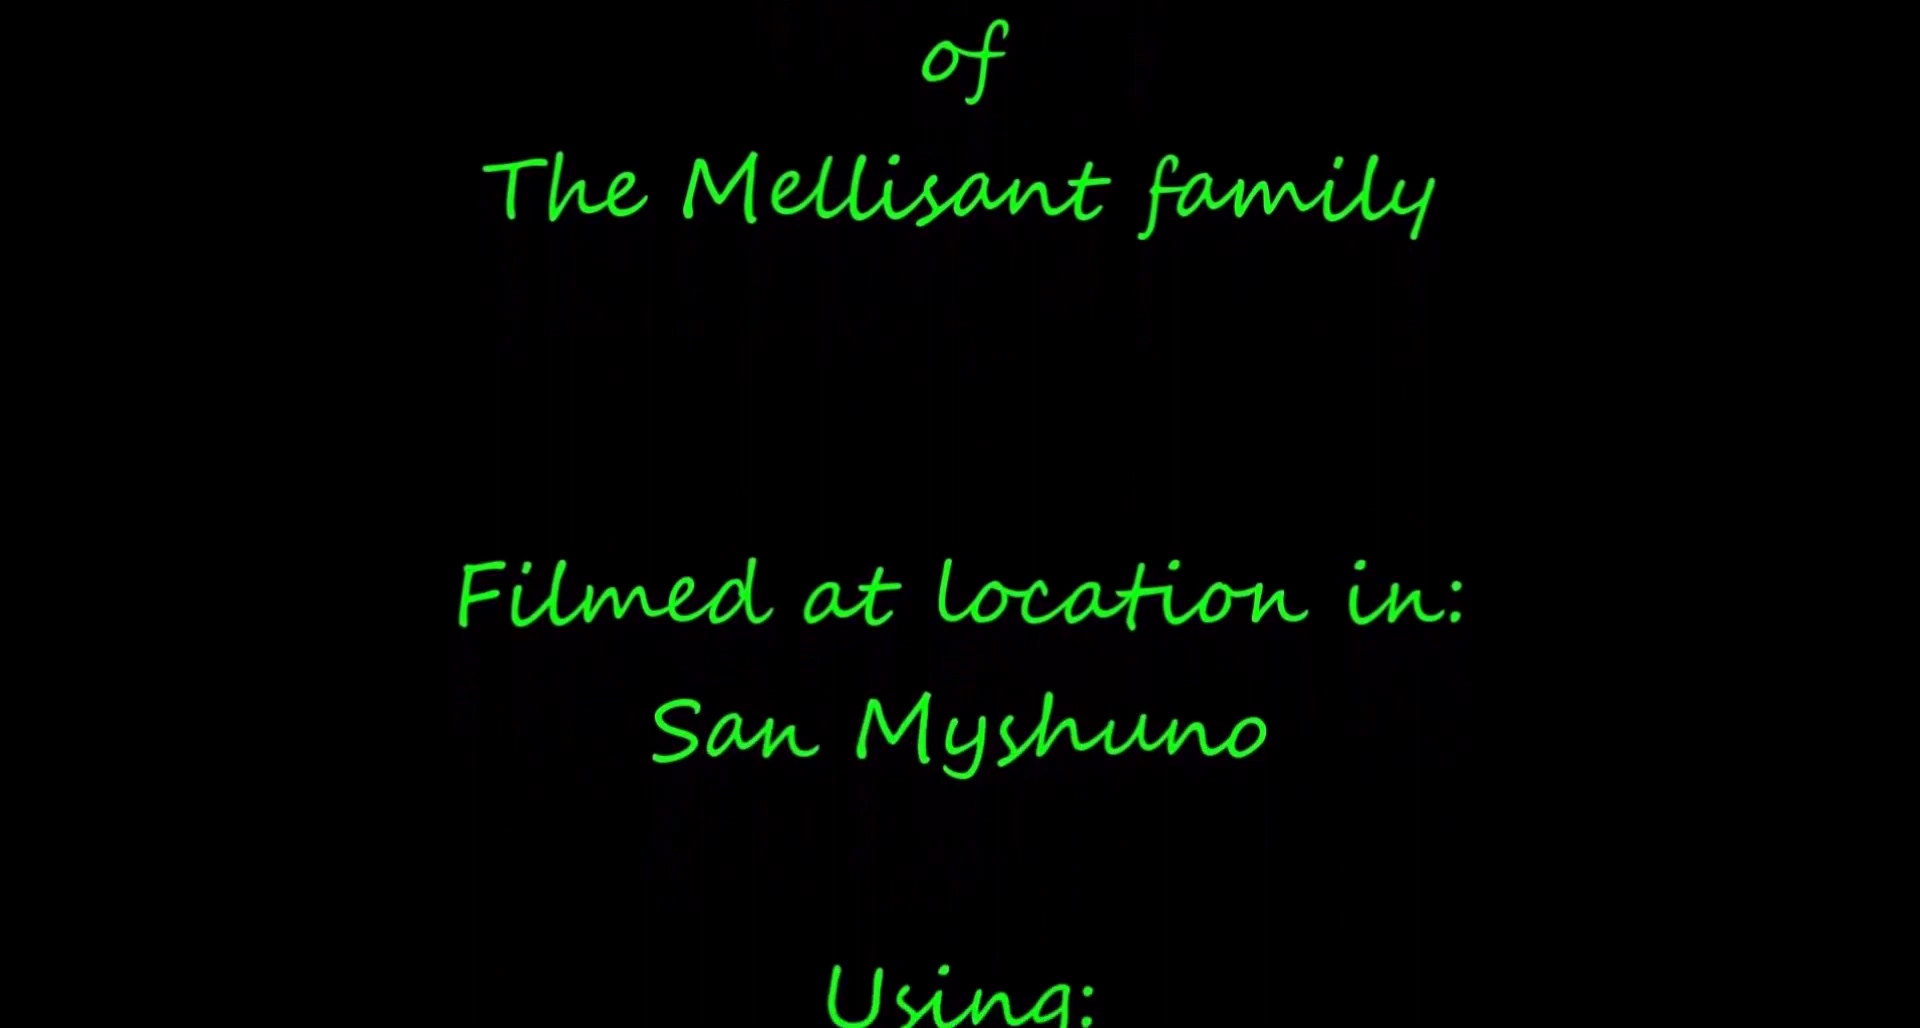 of
The Mellisant family
Filmed at location in:
San Myshuno
Using: